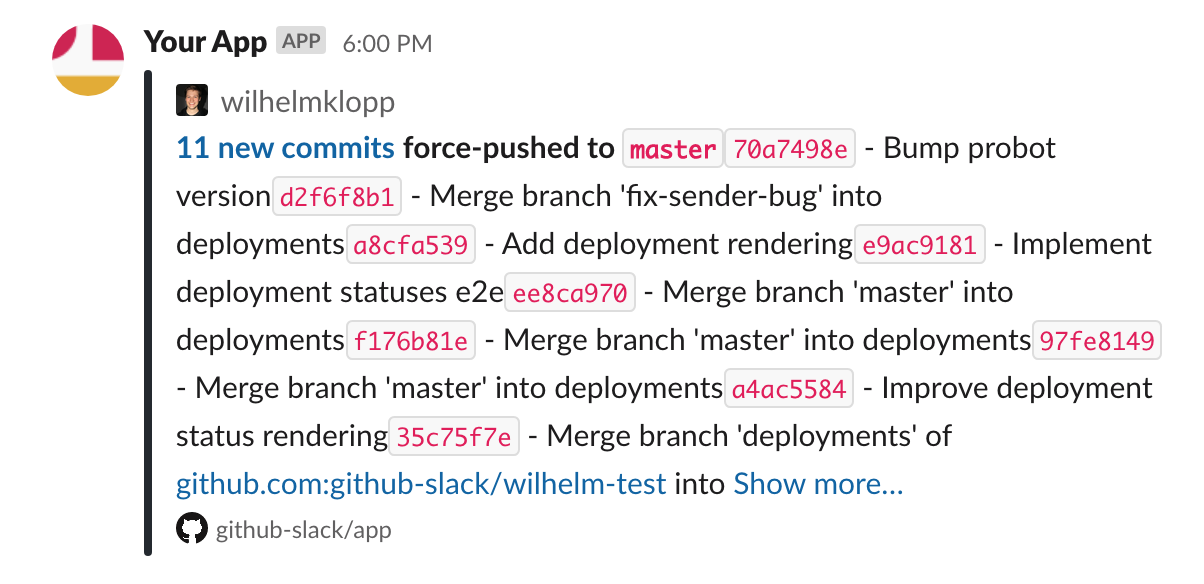 Your App APP 6:00 PM
wilhelmklopp
11 new commits force-pushed to master 70a7498e - Bump probot
version d2f6f8b1 - Merge branch 'fix-sender-bug' into
deployments a8cfa539 - Add deployment rendering e9ac9181 - Implement
deployment statuses e2e ee8ca970 - Merge branch 'master' into
deployments f176b81e - Merge branch 'master' into deployments 97fe8149
- Merge branch 'master' into deployments a4ac5584 - Improve deployment
status rendering 35c75f7e - Merge branch 'deployments' of
github.com:github-slack/wilhelm-test into Show more...
github-slack/app